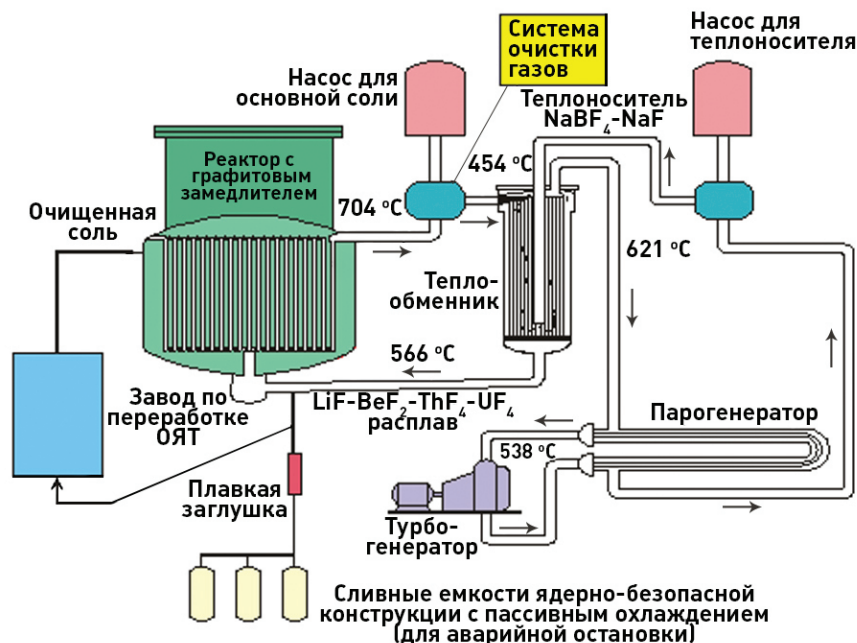 Система
очистки
газов
Насос для
теплоносителя
Насос для
основной соли
Теплоноситель
NaBF₄-NaF
Реактор с
графитовым
замедлителем
454 °C
704 °C
Очищенная
соль
621 °C
Тепло-
обменник
566 °C
Завод по
переработке
ОЯТ
LiF-BeF₂-ThF₄-UF₄
расплав
Парогенератор
538 °C
Плавкая
заглушка
Турбо-
генератор
Сливные емкости ядерно-безопасной
конструкции с пассивным охлаждением
(для аварийной остановки)